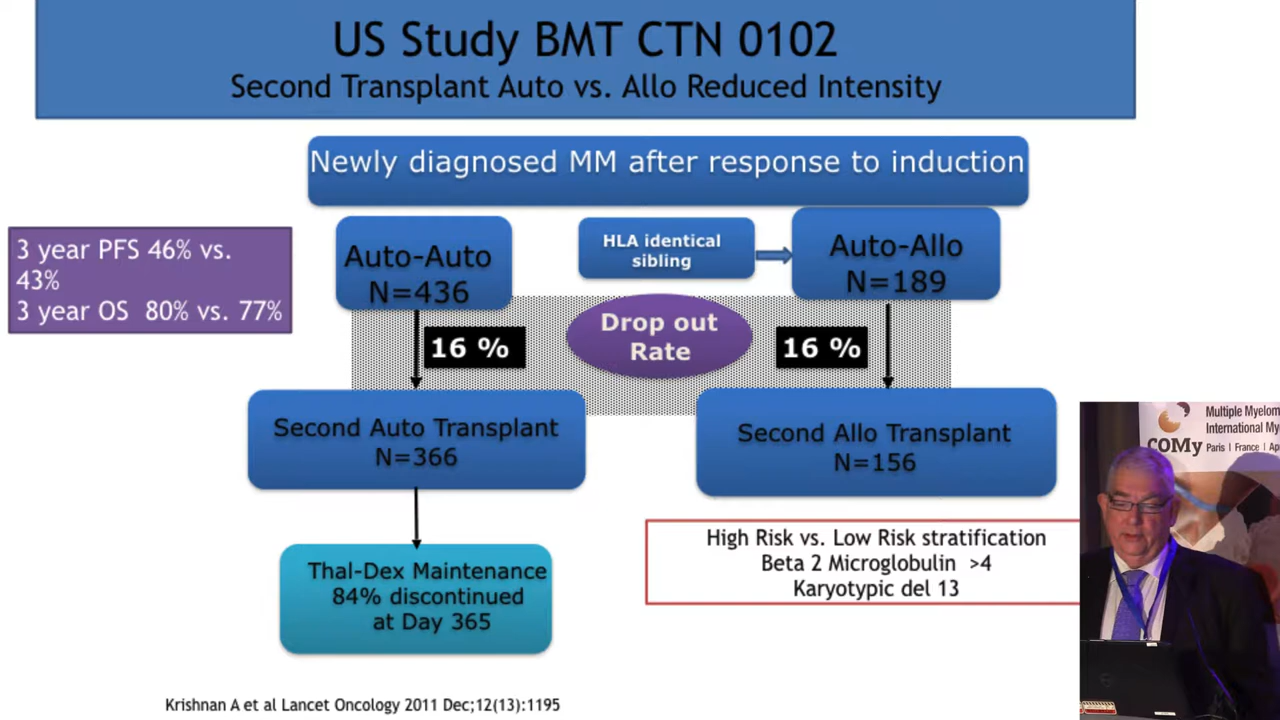 US Study BMT CTN 0102
Second Transplant Auto vs. Allo Reduced Intensity
Newly diagnosed MM after response to induction
3 year PFS 46% vs.
43%
3 year OS 80% vs. 77%
Auto-Auto
N=436
HLA identical
sibling
Auto-Allo
N=189
Drop out
Rate
16 %
16 %
Second Auto Transplant
N=366
Second Allo Transplant
N=156
Thal-Dex Maintenance
84% discontinued
at Day 365
High Risk vs. Low Risk stratification
Beta 2 Microglobulin >4
Karyotypic del 13
Krishnan A et al Lancet Oncology 2011 Dec;12(13):1195
Multiple
International
COMy
Paris | France |